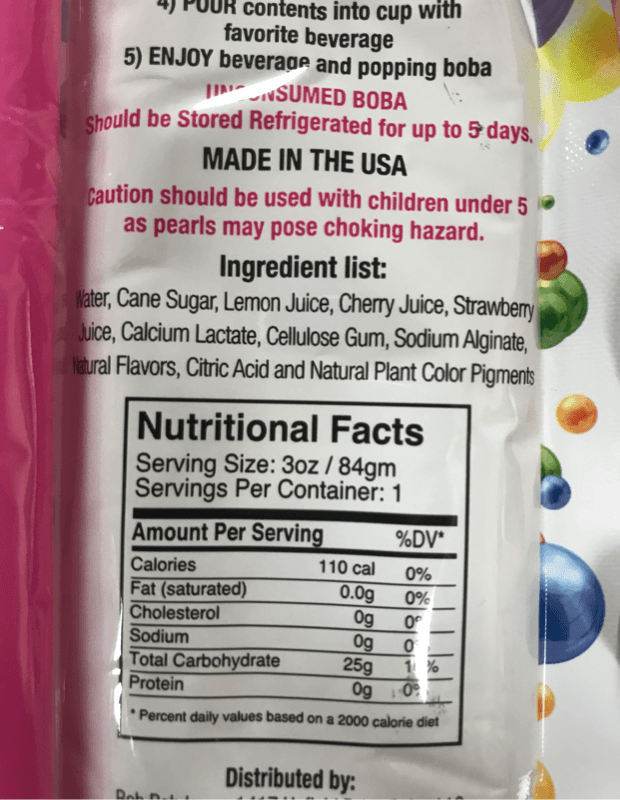 4) POUR contents into cup with
favorite beverage
5) ENJOY beverage and popping boba
UNCONSUMED BOBA
Should be Stored Refrigerated for up to 5 days.
MADE IN THE USA
Caution should be used with children under 5
as pearls may pose choking hazard.
Ingredient list:
Water, Cane Sugar, Lemon Juice, Cherry Juice, Strawberry
Juice, Calcium Lactate, Cellulose Gum, Sodium Alginate,
Natural Flavors, Citric Acid and Natural Plant Color Pigments
Nutritional Facts
Serving Size: 3oz / 84gm
Servings Per Container: 1
Amount Per Serving %DV*
Calories 110 cal 0%
Fat (saturated) 0.0g 0%
Cholesterol 0g
Sodium 0g
Total Carbohydrate 25g
Protein 0g
* Percent daily values based on a 2000 calorie diet
Distributed by: